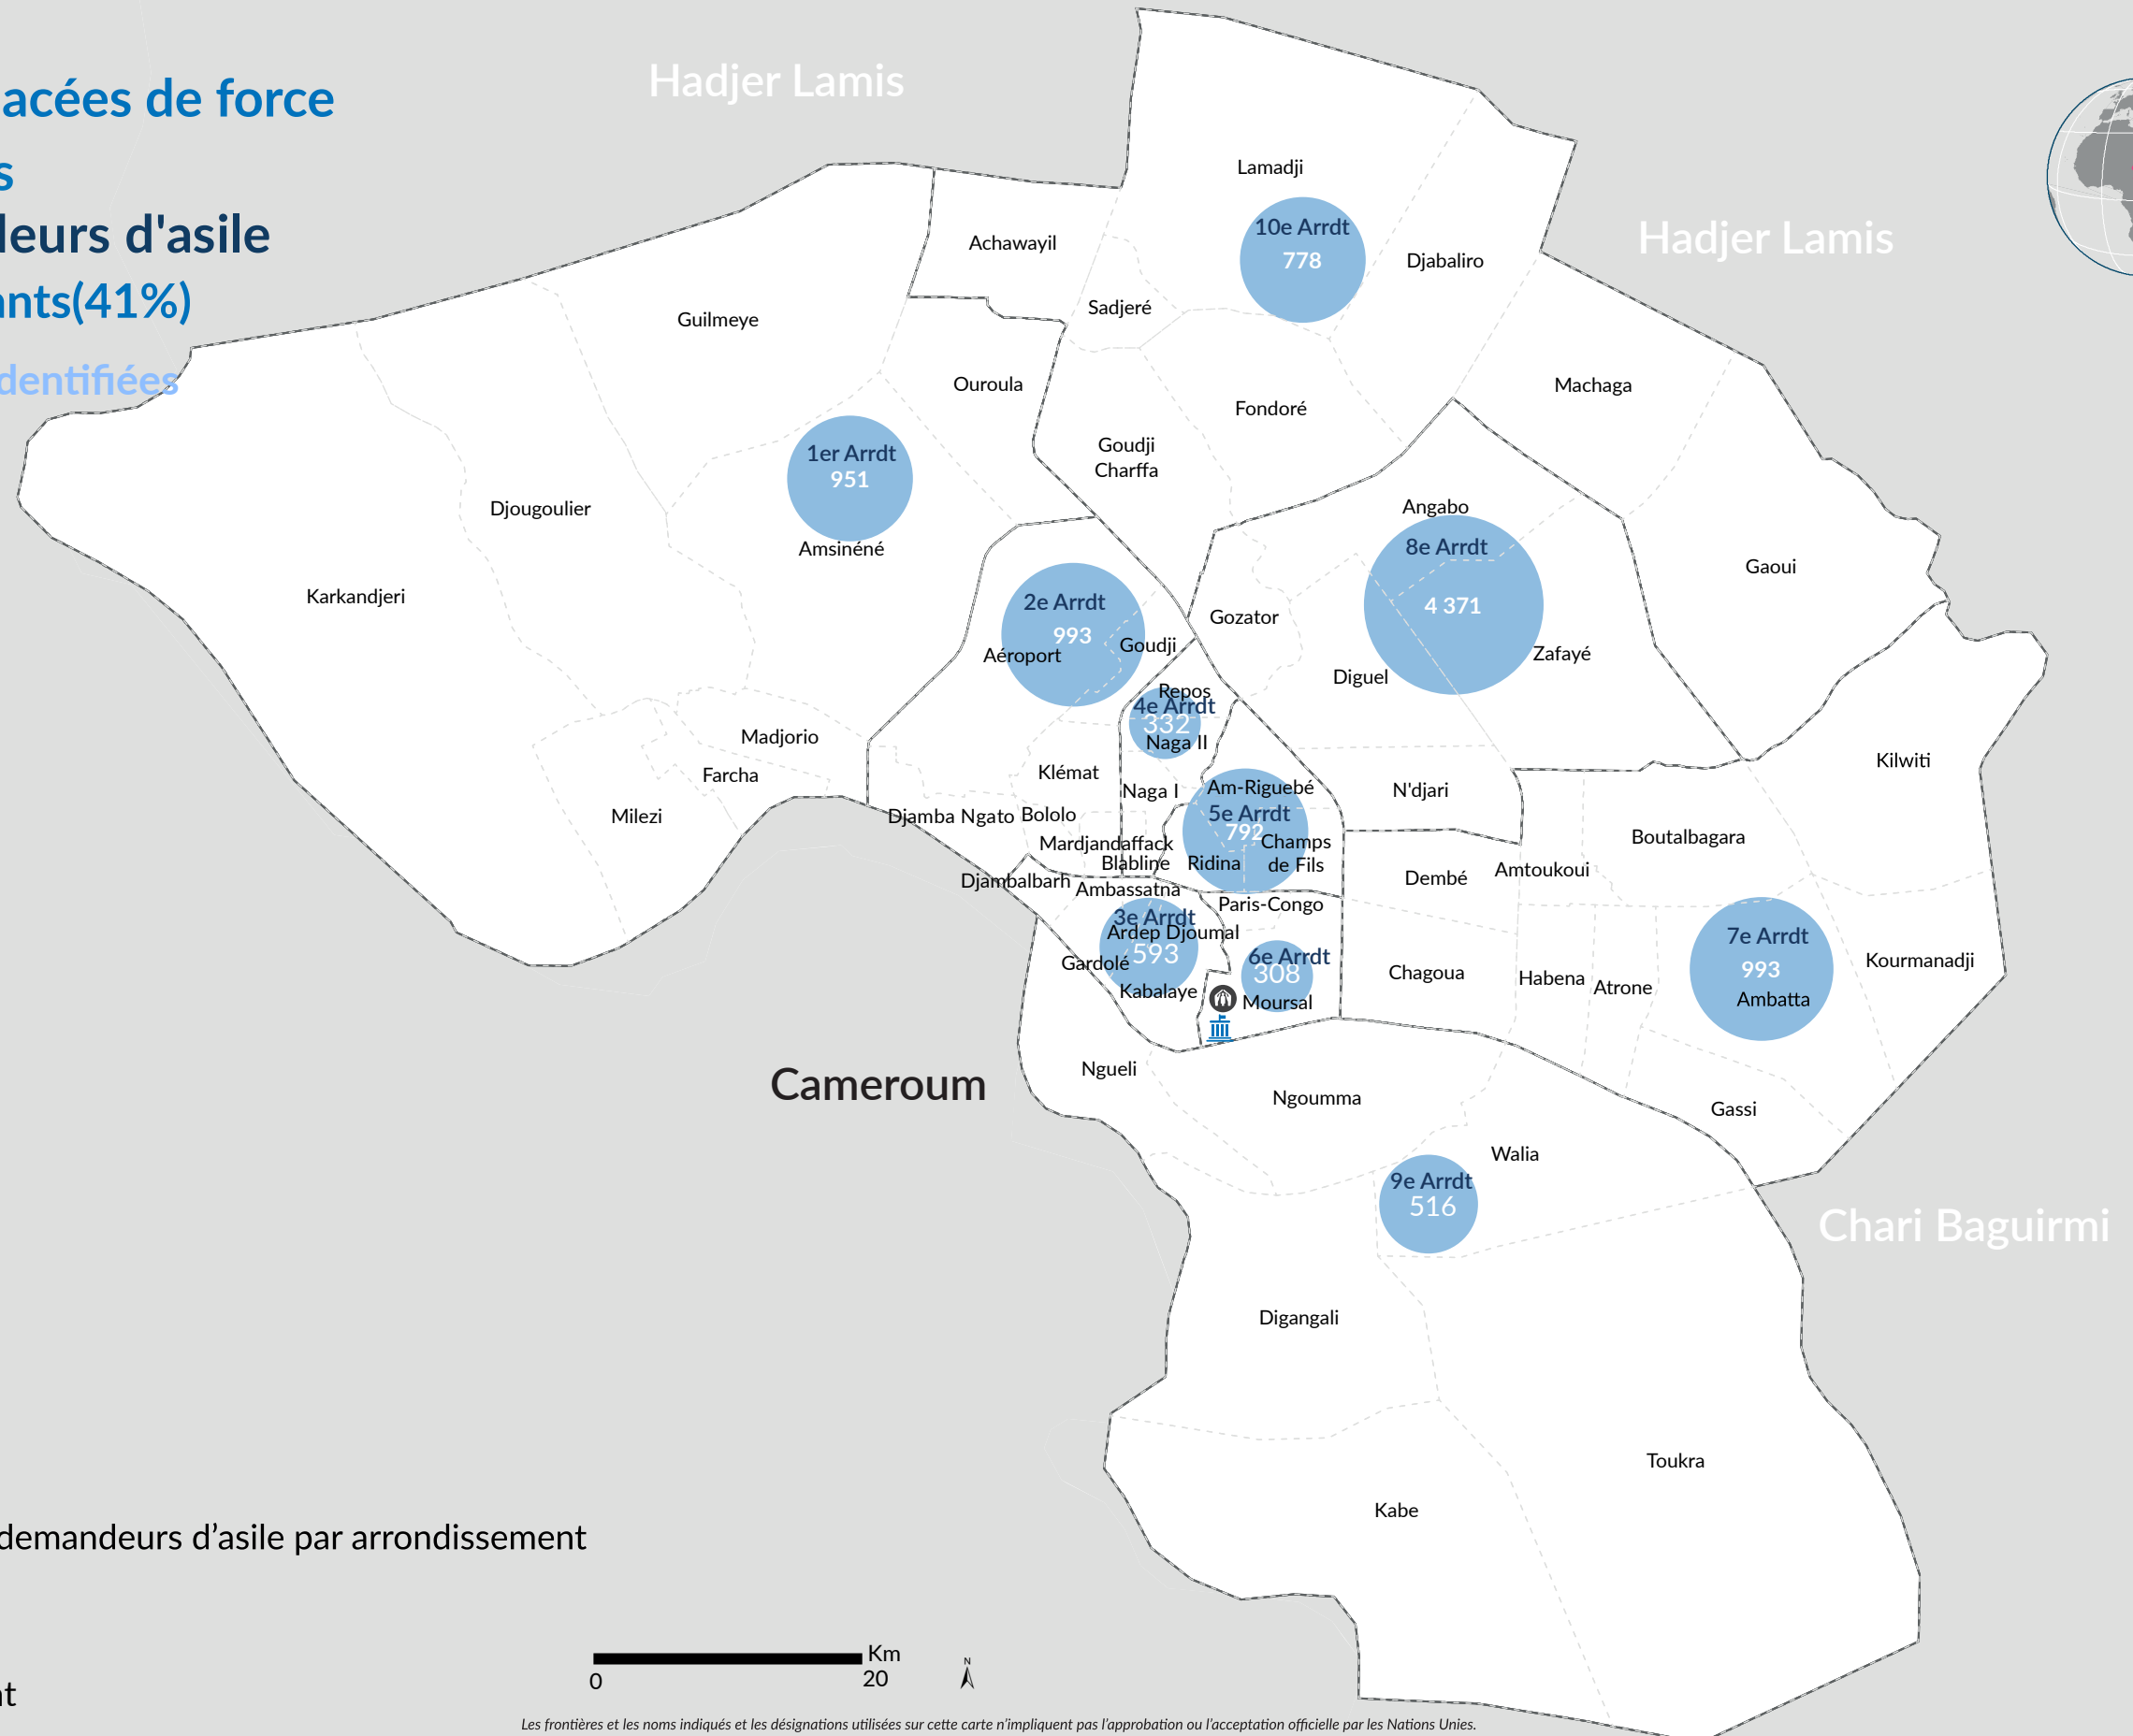 acées de force
s
leurs d'asile
ants(41%)
dentifiées
Hadjer Lamis
Hadjer Lamis
Lamadji
10e Arrdt
778
Djabaliro
Achawayil
Sadjeré
Guilmeye
Ouroula
Machaga
Fondoré
Goudji
Charffa
1er Arrdt
951
Amsinéné
Djougoulier
Karkandjeri
Angabo
8e Arrdt
4 371
Gaoui
2e Arrdt
993
Aéroport
Goudji
Gozator
Diguel
Zafayé
Repos
4e Arrdt
332
Naga II
Madjorio
Farcha
Milezi
Klémat
Naga I
Am-Riguebé
5e Arrdt
792
Champs
de Fils
Ridina
N'djari
Kilwiti
Djamba Ngato
Bololo
Mardjandaffack
Blabline
Boutalbagara
Djambalbarh
Ambassatna
Dembé
Amtoukoui
Paris-Congo
3e Arrdt
Ardep Djoumal
593
Gardolé
Kabalaye
6e Arrdt
308
Moursal
Chagoua
Habena
Atrone
7e Arrdt
993
Ambatta
Kourmanadji
Ngueli
Cameroum
Ngoumma
Gassi
Walia
9e Arrdt
516
Chari Baguirmi
Digangali
Toukra
Kabe
demandeurs d’asile par arrondissement
Km
0
20
N
nt
Les frontières et les noms indiqués et les désignations utilisées sur cette carte n’impliquent pas l’approbation ou l’acceptation officielle par les Nations Unies.